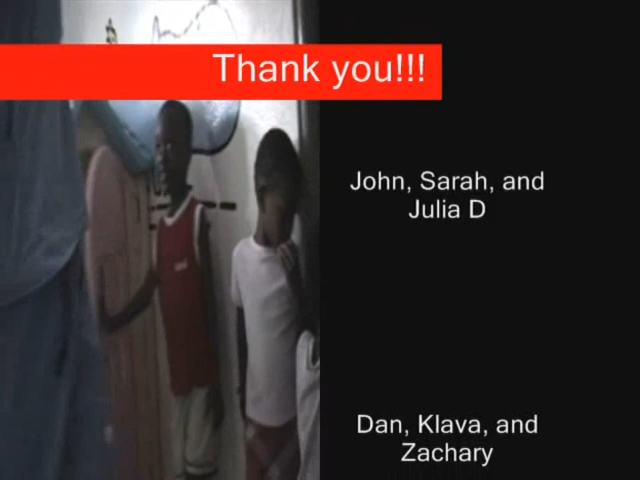 Thank you!!!
John, Sarah, and
Julia D
Dan, Klava, and
Zachary